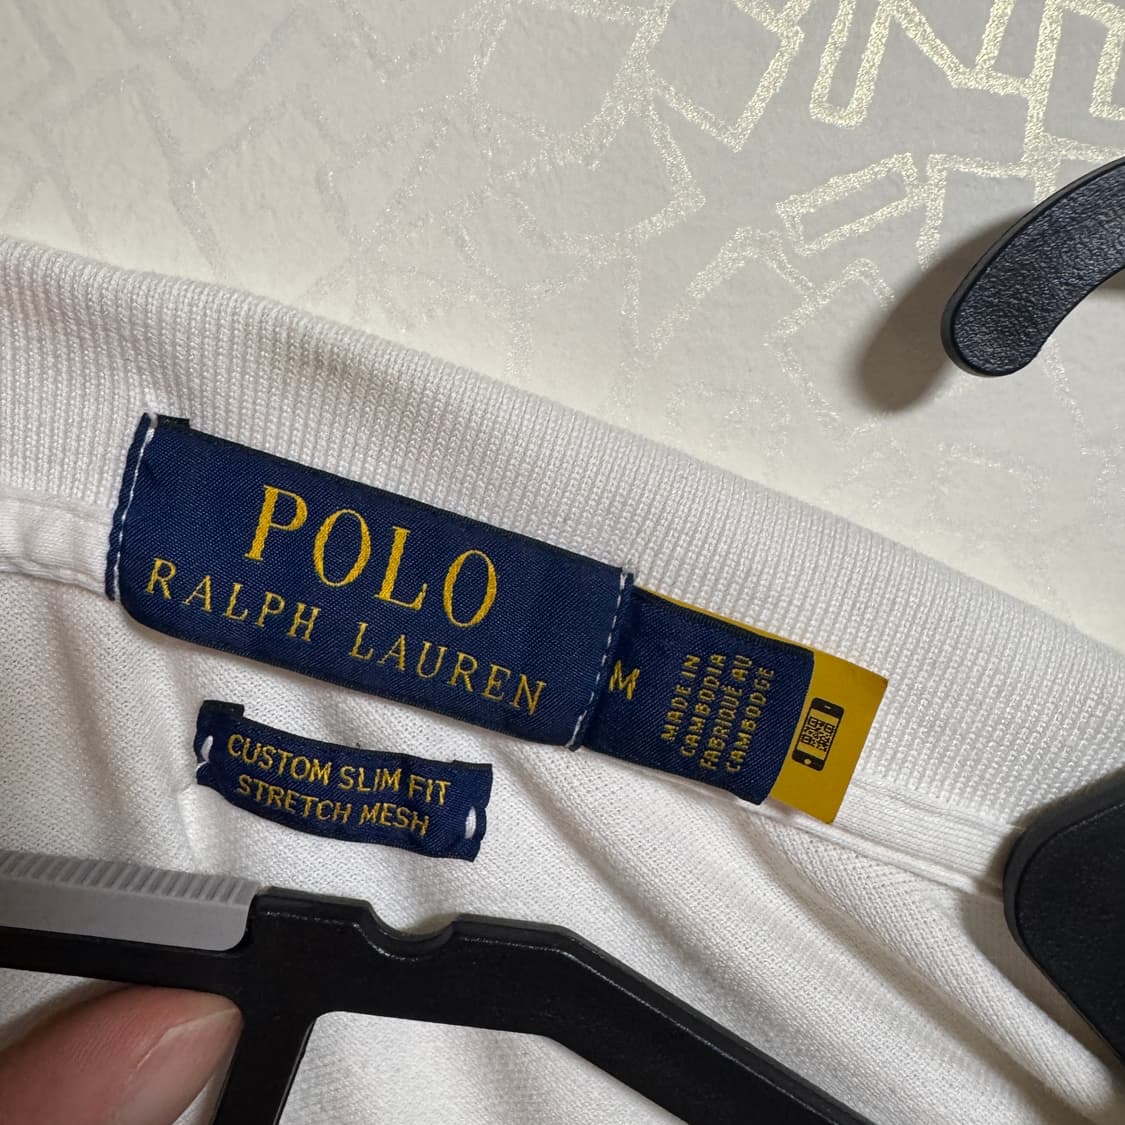 POLO
RALPH LAUREN
M
MADE IN
CAMBODIA
FABRIQUÉ AU
CAMBODGE
CUSTOM SLIM FIT
STRETCH MESH